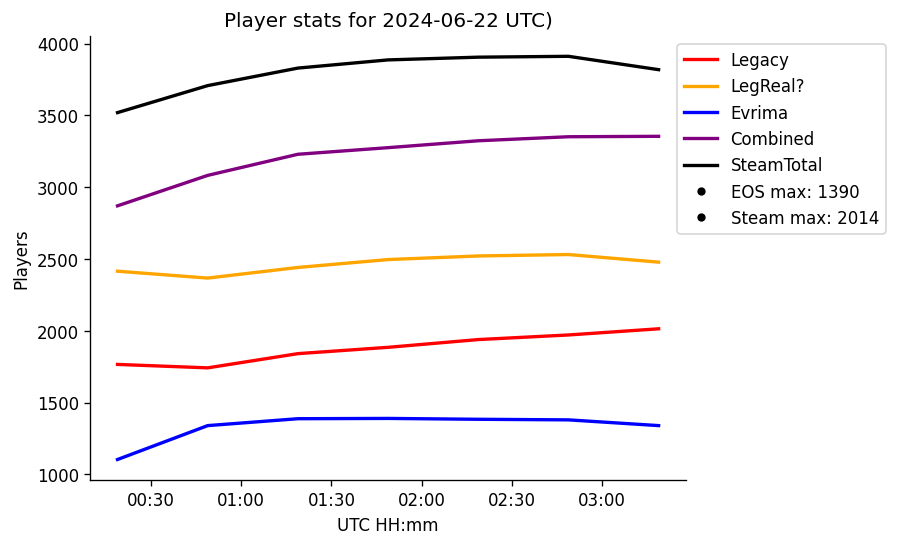 Player stats for 2024-06-22 UTC)
4000
3500
3000
2500
2000
1500
1000
Players
00:30 01:00 01:30 02:00 02:30 03:00
UTC HH:mm
Legacy
LegReal?
Evrima
Combined
SteamTotal
EOS max: 1390
Steam max: 2014